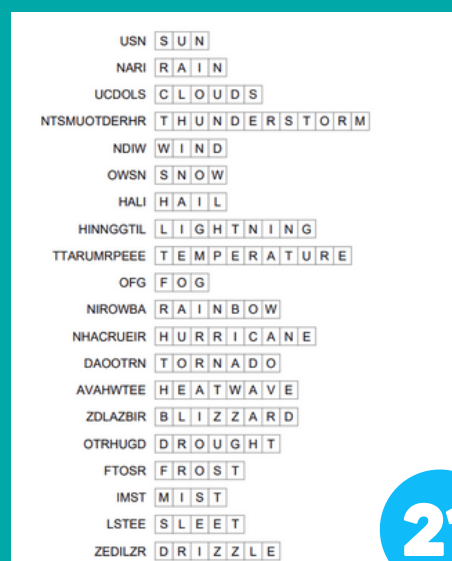 USN SUN
NARI RAIN
UCDOLS CLOUDS
NTSMUOTDERHR THUNDERSTORM
NDIW WIND
OWSN SNOW
HALI HAIL
HINNGGTIL LIGHTNING
TTARUMRPEEE TEMPERATURE
OFG FOG
NIROWBA RAINBOW
NHACRUEIR HURRICANE
DAOOTRN TORNADO
AVAHWTEE HEATWAVE
ZDLAZBIR BLIZZARD
OTRHUGD DROUGHT
FTOSR FROST
IMST MIST
LSTEE SLEET
ZEDILZR DRIZZLE